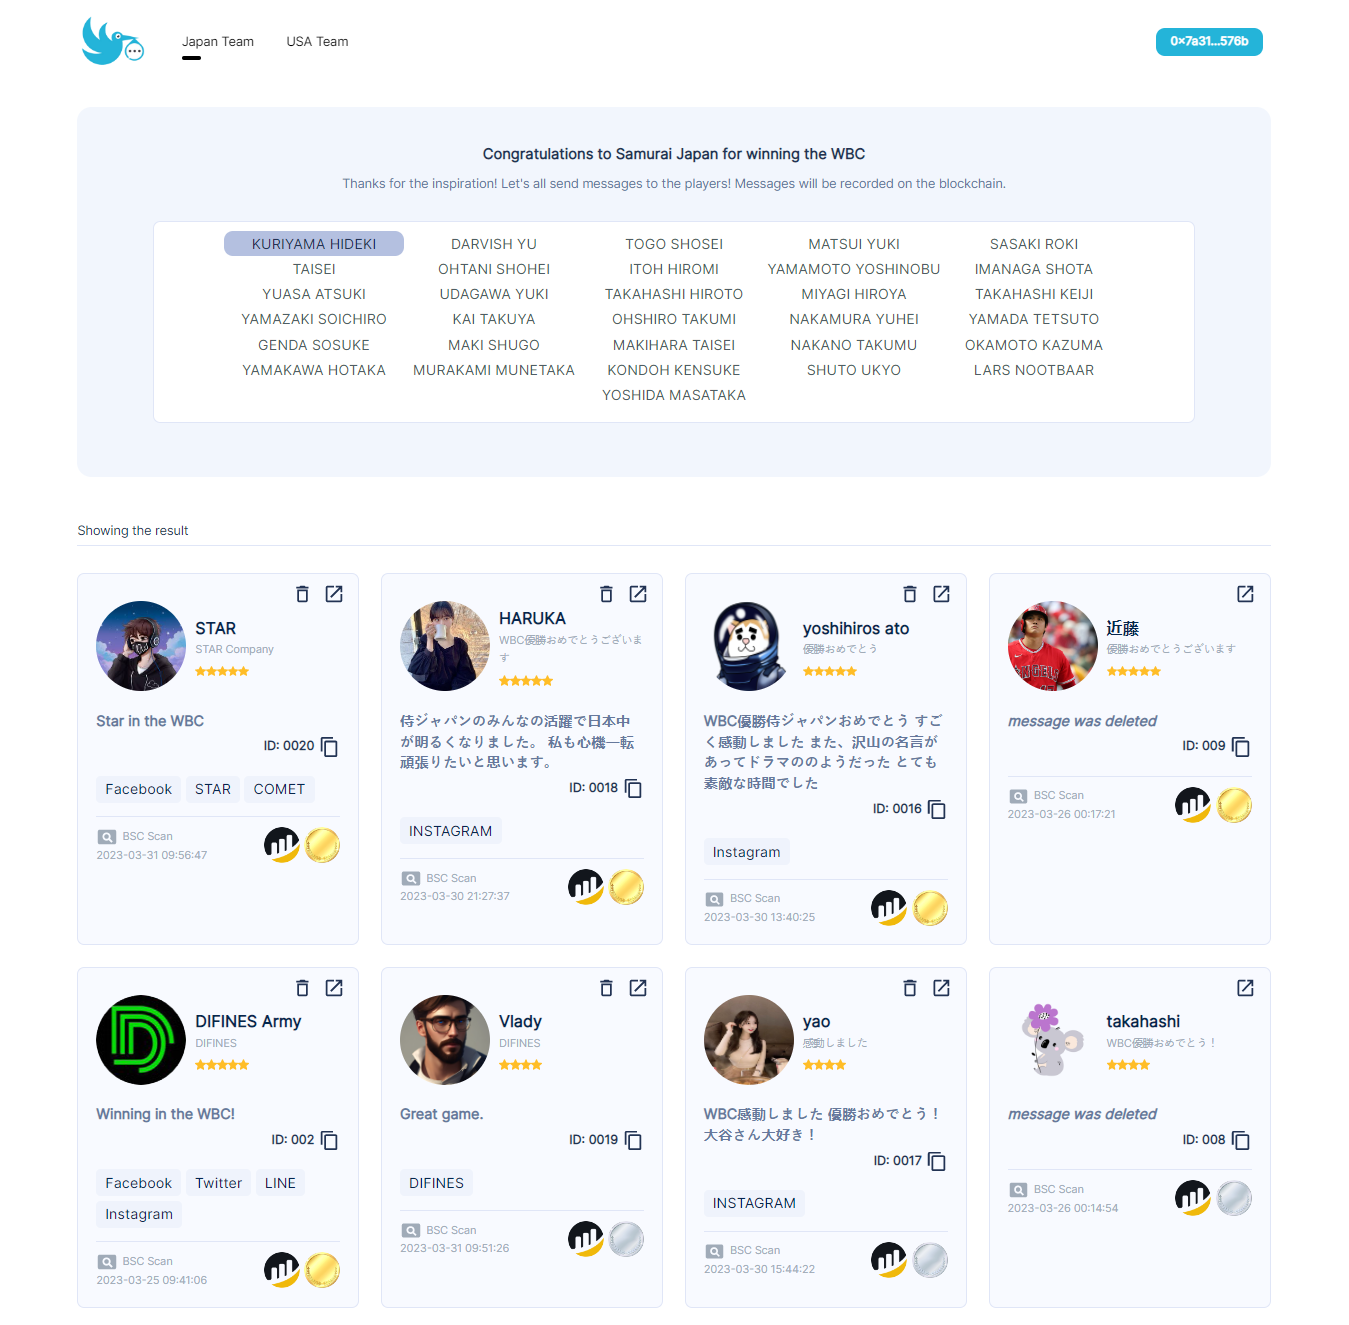 Japan Team
USA Team
0×7a31...576b
Congratulations to Samurai Japan for winning the WBC
Thanks for the inspiration! Let's all send messages to the players! Messages will be recorded on the blockchain.
KURIYAMA HIDEKI DARVISH YU TOGO SHOSEI MATSUI YUKI SASAKI ROKI
TAISEI OHTANI SHOHEI ITOH HIROMI YAMAMOTO YOSHINOBU IMANAGA SHOTA
YUASA ATSUKI UDAGAWA YUKI TAKAHASHI HIROTO MIYAGI HIROYA TAKAHASHI KEIJI
YAMAZAKI SOICHIRO KAI TAKUYA OHSHIRO TAKUMI NAKAMURA YUHEI YAMADA TETSUTO
GENDA SOSUKE MAKI SHUGO MAKIHARA TAISEI NAKANO TAKUMU OKAMOTO KAZUMA
YAMAKAWA HOTAKA MURAKAMI MUNETAKA KONDOH KENSUKE SHUTO UKYO LARS NOOTBAAR
YOSHIDA MASATAKA
Showing the result
STAR
STAR Company
Star in the WBC
ID: 0020
Facebook STAR COMET
BSC Scan
2023-03-31 09:56:47
HARUKA
WBC優勝おめでとうございま
す
侍ジャパンのみんなの活躍で日本中
が明るくなりました。 私も心機一転
頑張りたいと思います。
ID: 0018
INSTAGRAM
BSC Scan
2023-03-30 21:27:37
yoshihiros ato
優勝おめでとう
WBC優勝侍ジャパンおめでとう すご
く感動しました また、沢山の名言が
あってドラマののようだった とても
素敵な時間でした
ID: 0016
Instagram
BSC Scan
2023-03-30 13:40:25
近藤
優勝おめでとうございます
message was deleted
ID: 009
BSC Scan
2023-03-26 00:17:21
DIFINES Army
DIFINES
Winning in the WBC!
ID: 002
Facebook Twitter LINE
Instagram
BSC Scan
2023-03-25 09:41:06
Vlady
DIFINES
Great game.
ID: 0019
DIFINES
BSC Scan
2023-03-31 09:51:26
yao
感動しました
WBC感動しました 優勝おめでとう！
大谷さん大好き！
ID: 0017
INSTAGRAM
BSC Scan
2023-03-30 15:44:22
takahashi
WBC優勝おめでとう！
message was deleted
ID: 008
BSC Scan
2023-03-26 00:14:54